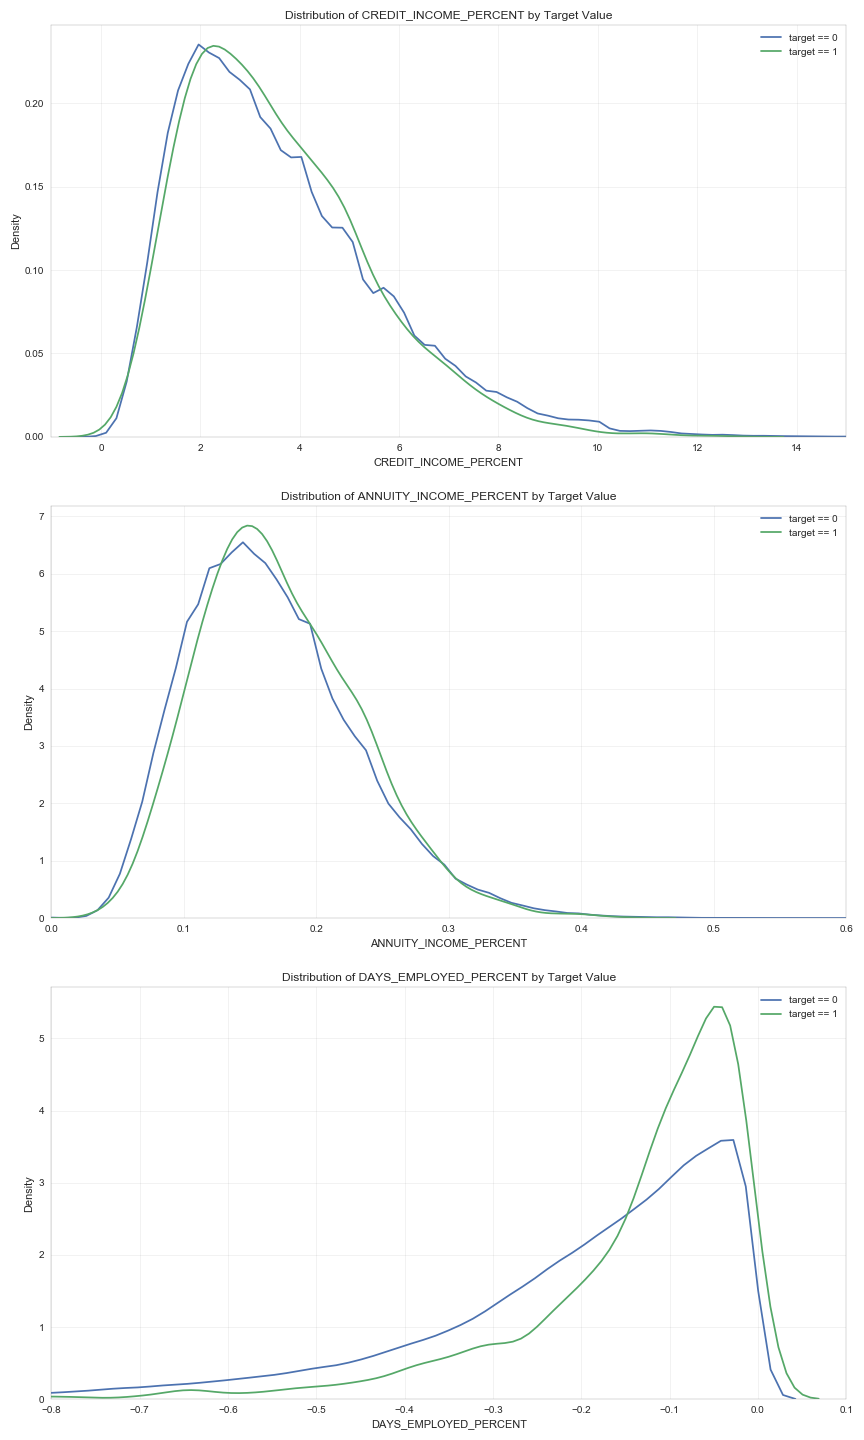 Distribution of CREDIT_INCOME_PERCENT by Target Value
target == 0
target == 1
0.20
0.15
0.10
0.05
0.00
Density
0 2 4 6 8 10 12 14
CREDIT_INCOME_PERCENT
Distribution of ANNUITY_INCOME_PERCENT by Target Value
target == 0
target == 1
7
6
5
4
3
2
1
0
Density
0.0 0.1 0.2 0.3 0.4 0.5 0.6
ANNUITY_INCOME_PERCENT
Distribution of DAYS_EMPLOYED_PERCENT by Target Value
target == 0
target == 1
5
4
3
2
1
0
Density
−0.8 −0.7 −0.6 −0.5 −0.4 −0.3 −0.2 −0.1 0.0 0.1
DAYS_EMPLOYED_PERCENT